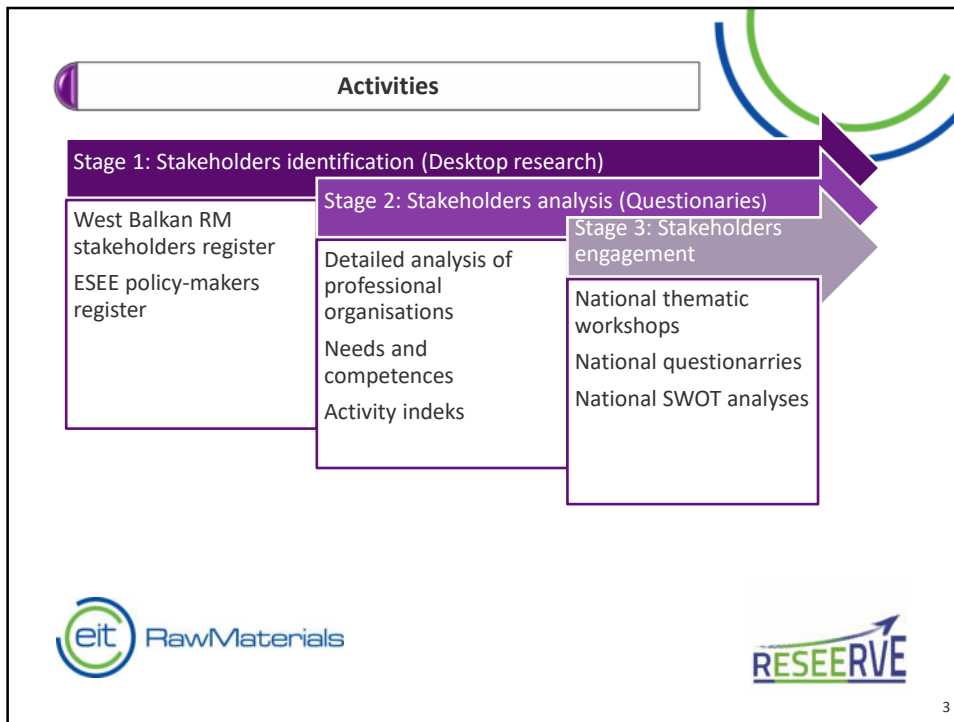 Activities
Stage 1: Stakeholders identification (Desktop research)
West Balkan RM
stakeholders register
ESEE policy-makers
register
Stage 2: Stakeholders analysis (Questionaries)
Detailed analysis of
professional
organisations
Needs and
competences
Activity indeks
Stage 3: Stakeholders
engagement
National thematic
workshops
National questionarries
National SWOT analyses
eit RawMaterials
RESEERVE
3